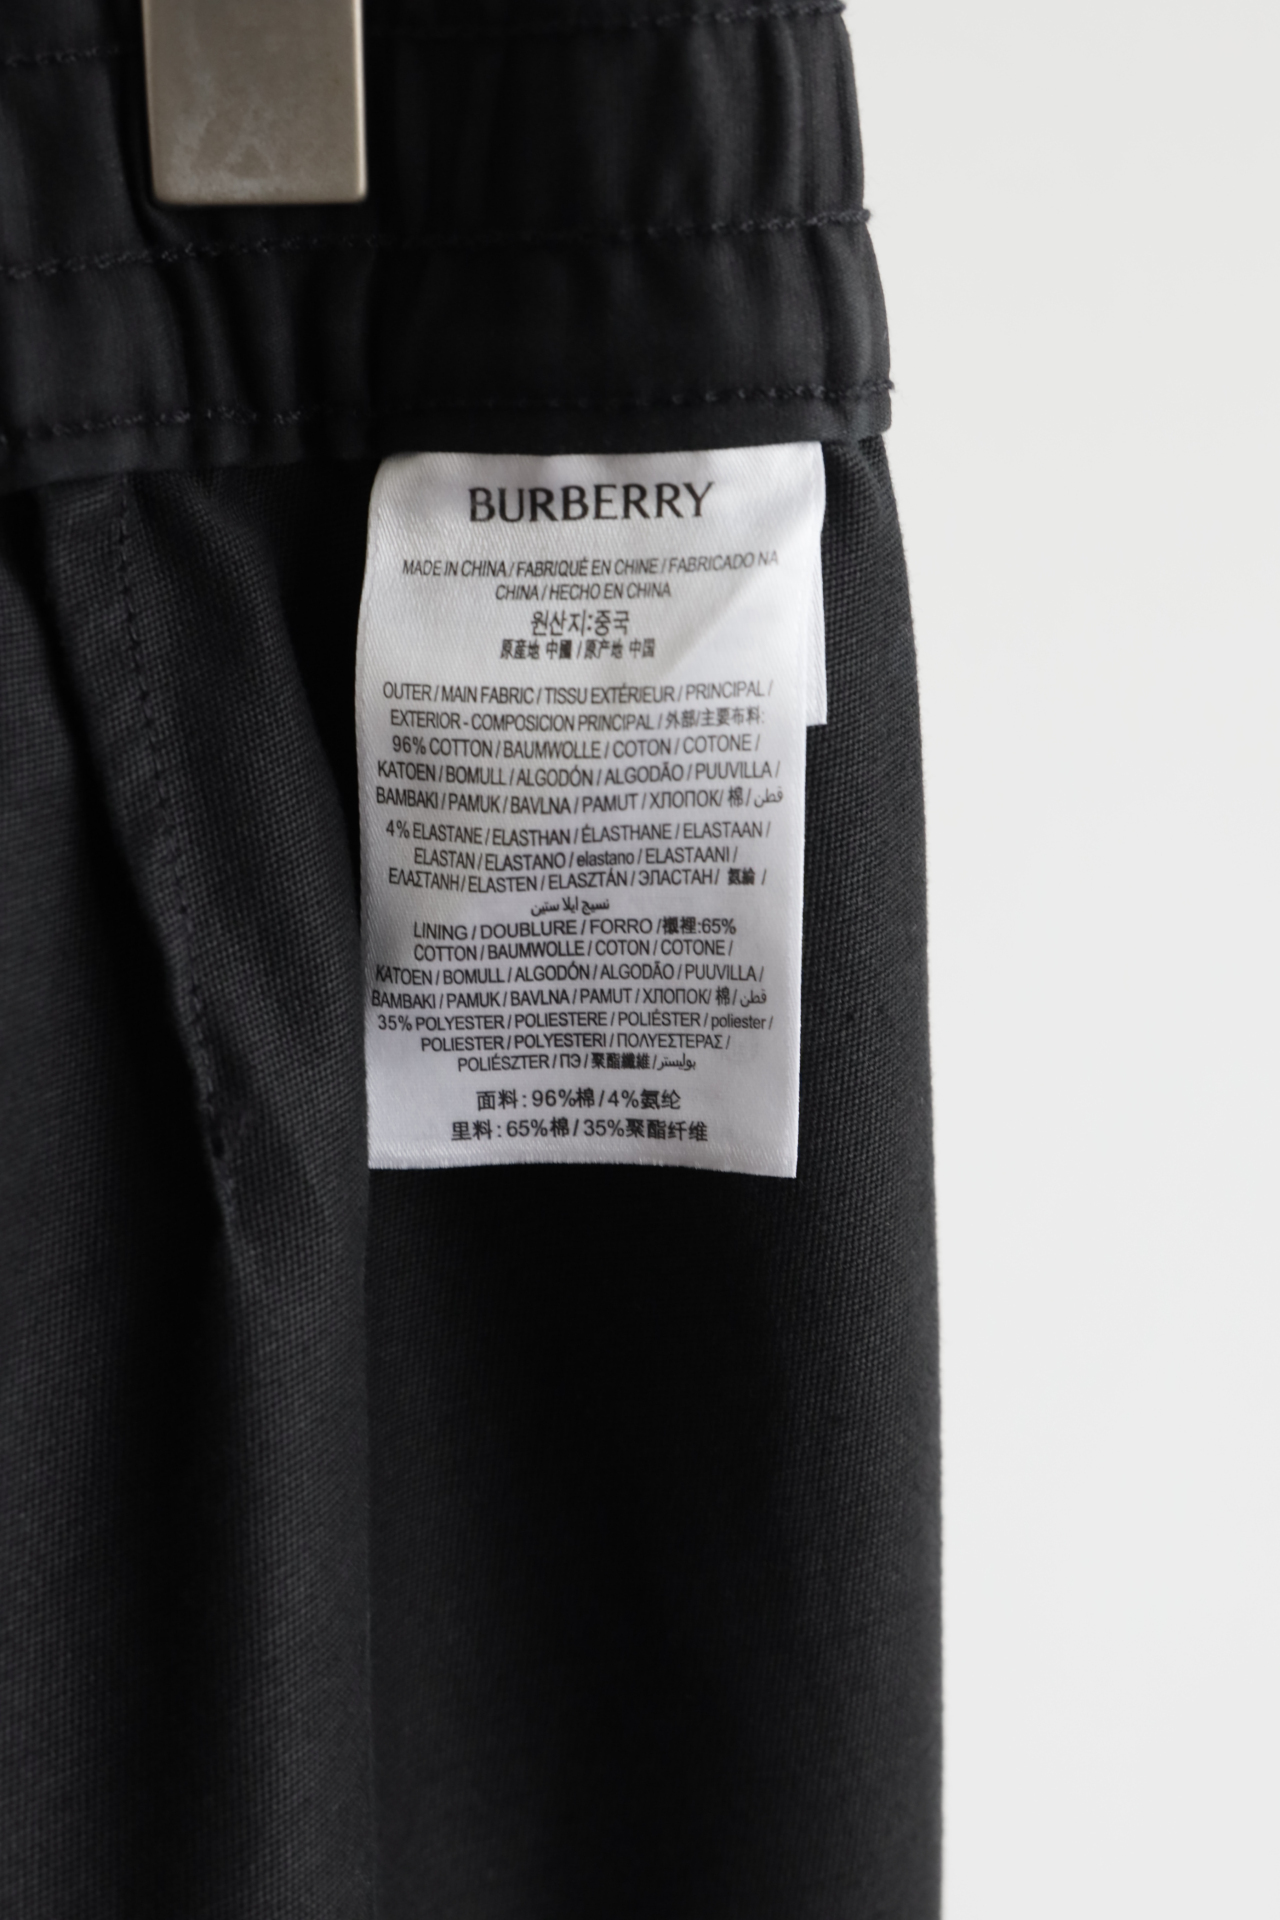 BURBERRY
MADE IN CHINA / FABRIQUÉ EN CHINE / FABRICADO NA
CHINA / HECHO EN CHINA
원산지:중국
原産地 中國 / 原产地 中国
OUTER / MAIN FABRIC / TISSU EXTÉRIEUR / PRINCIPAL /
EXTERIOR - COMPOSICION PRINCIPAL / 外部/主要布料:
96% COTTON / BAUMWOLLE / COTON / COTONE /
KATOEN / BOMULL / ALGODÓN / ALGODÃO / PUUVILLA /
BAMBAKI / PAMUK / BAVLNA / PAMUT / ХЛОПОК/ 棉 / قطن
4% ELASTANE / ELASTHAN / ÉLASTHANE / ELASTAAN /
ELASTAN / ELASTANO / elastano / ELASTAANI /
ΕΛΑΣΤΑΝΗ / ELASTEN / ELASZTÁN / ЭЛАСТАН / 氨綸 /
نسيج ايلاستين
LINING / DOUBLURE / FORRO / 襯裡:65%
COTTON / BAUMWOLLE / COTON / COTONE /
KATOEN / BOMULL / ALGODÓN / ALGODÃO / PUUVILLA /
BAMBAKI / PAMUK / BAVLNA / PAMUT / ХЛОПОК/ 棉 / قطن
35% POLYESTER / POLIESTERE / POLIÉSTER / poliester /
POLIESTER / POLYESTERI / ΠΟΛΥΕΣΤΕΡΑΣ /
POLIÉSZTER / ПЭ / 聚酯纖維 / بوليستر
面料: 96%棉 / 4%氨纶
里料: 65%棉 / 35%聚酯纤维